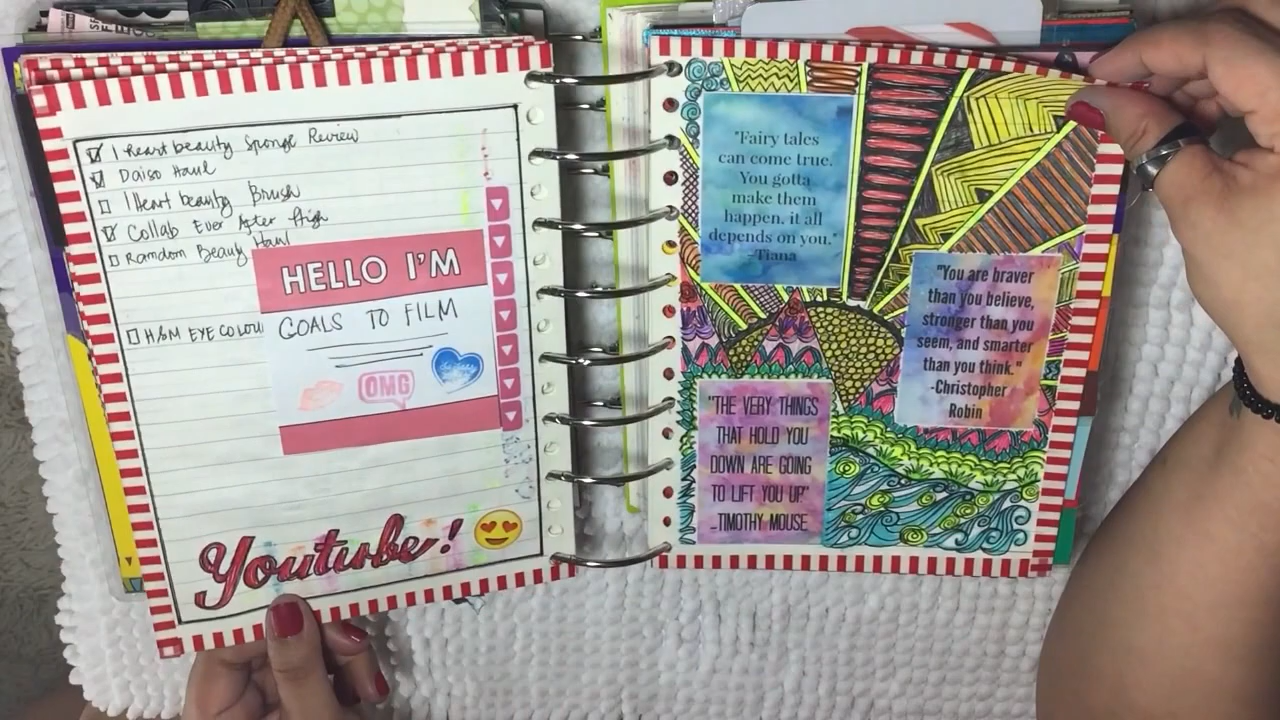 I Heart beauty Sponge Review
Daiso Haul
I Heart beauty Brush
Collab Ever After High
Random Beauty Haul
H&M EYE COLOU
HELLO I'M
GOALS TO FILM
OMG
Youtube!
"Fairy tales
can come true.
You gotta
make them
happen, it all
depends on you."
-Tiana
"You are braver
than you believe,
stronger than you
seem, and smarter
than you think."
-Christopher
Robin
"THE VERY THINGS
THAT HOLD YOU
DOWN ARE GOING
TO LIFT YOU UP."
-TIMOTHY MOUSE